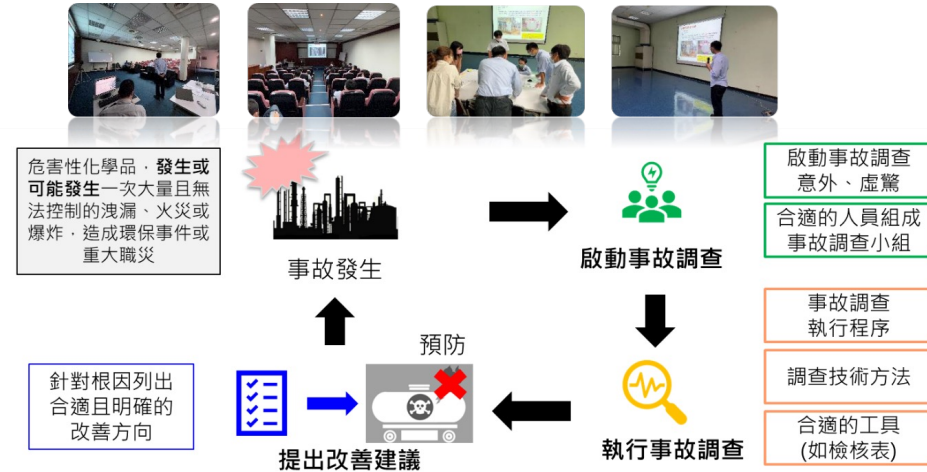 危害性化學品，發生或
可能發生一次大量且無
法控制的洩漏、火災或
爆炸，造成環保事件或
重大職災
事故發生
啟動事故調查
啟動事故調查
意外、虛驚
合適的人員組成
事故調查小組
事故調查
執行程序
調查技術方法
合適的工具
(如檢核表)
執行事故調查
預防
提出改善建議
針對根因列出
合適且明確的
改善方向